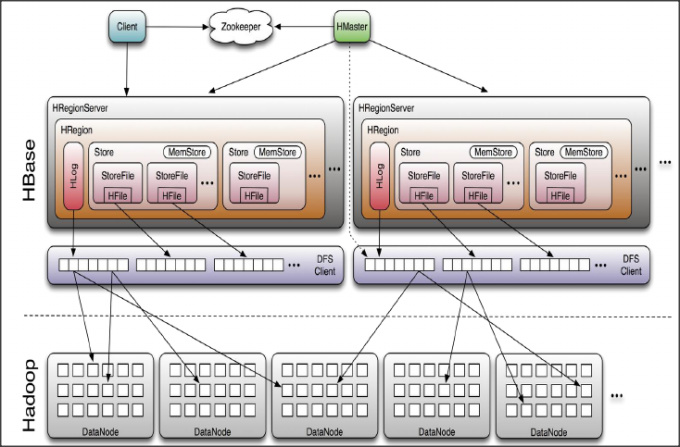 Client
Zookeeper
HMaster
HBase
HRegionServer
HRegion
HLog
Store
MemStore
StoreFile
HFile
StoreFile
HFile
...
Store
MemStore
StoreFile
HFile
...
...
HRegionServer
HRegion
HLog
Store
MemStore
StoreFile
HFile
StoreFile
HFile
...
Store
MemStore
StoreFile
HFile
...
...
...
...
DFS
Client
...
DFS
Client
Hadoop
DataNode
DataNode
DataNode
DataNode
DataNode
...